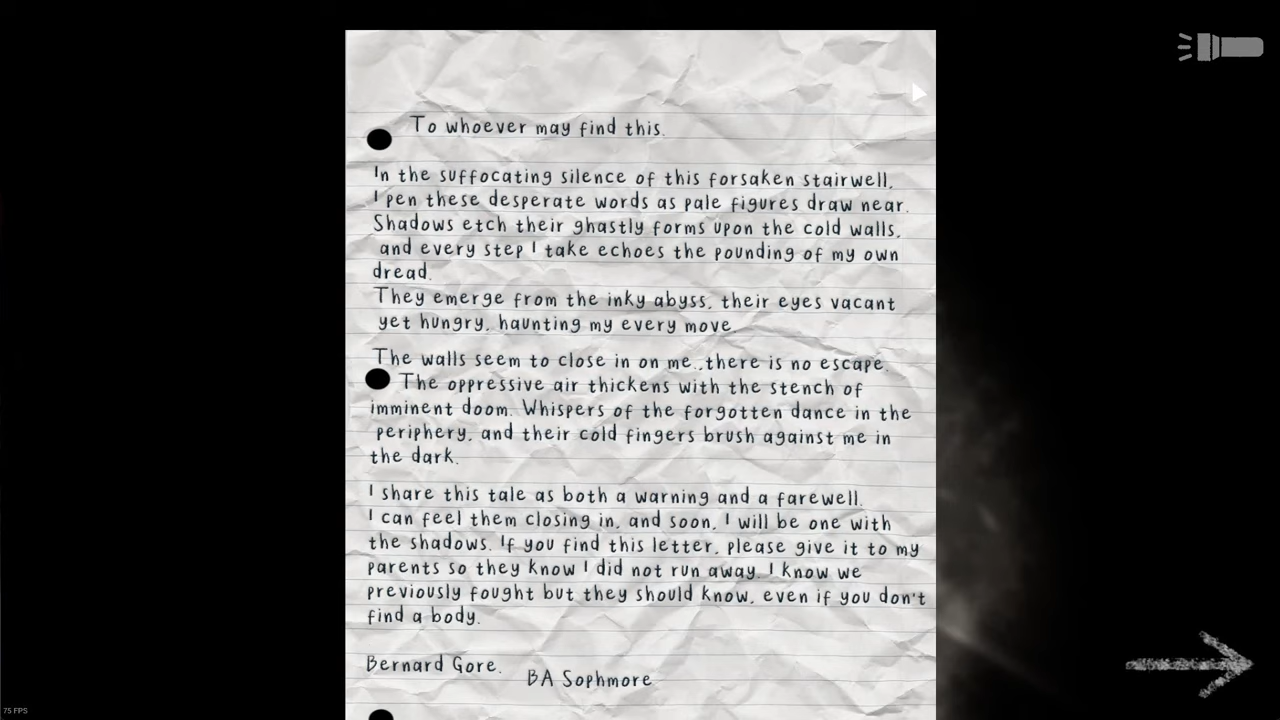 To whoever may find this.
In the suffocating silence of this forsaken stairwell,
I pen these desperate words as pale figures draw near.
Shadows etch their ghastly forms upon the cold walls,
and every step I take echoes the pounding of my own
dread.
They emerge from the inky abyss, their eyes vacant
yet hungry, haunting my every move.
The walls seem to close in on me..there is no escape.
The oppressive air thickens with the stench of
imminent doom. Whispers of the forgotten dance in the
periphery, and their cold fingers brush against me in
the dark.
I share this tale as both a warning and a farewell.
I can feel them closing in, and soon, I will be one with
the shadows. If you find this letter, please give it to my
parents so they know I did not run away. I know we
previously fought but they should know, even if you don't
find a body.
Bernard Gore.
BA Sophmore
75 FPS